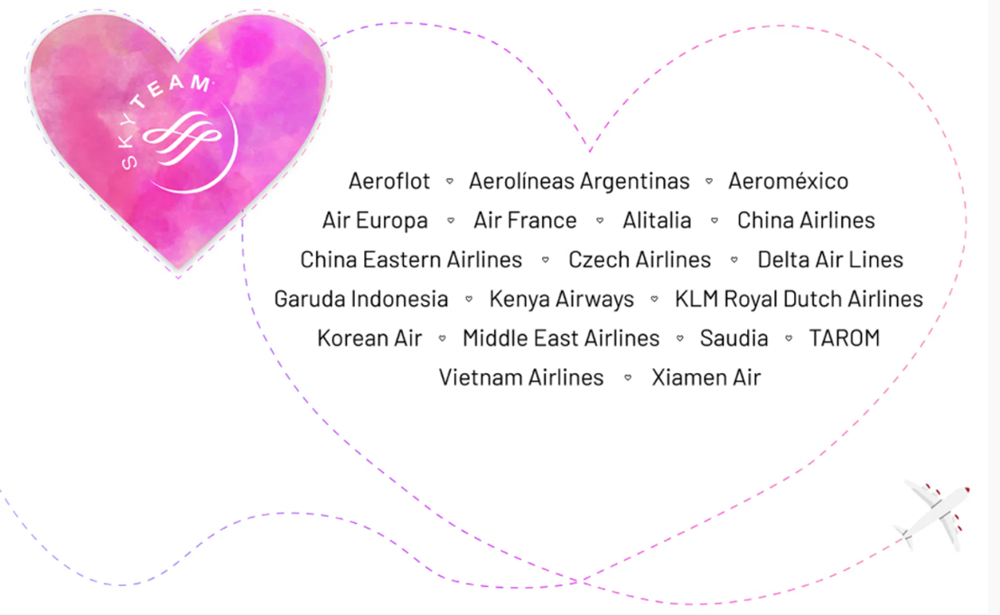 SKYTEAM
Aeroflot ♡ Aerolíneas Argentinas ♡ Aeroméxico
Air Europa ♡ Air France ♡ Alitalia ♡ China Airlines
China Eastern Airlines ♡ Czech Airlines ♡ Delta Air Lines
Garuda Indonesia ♡ Kenya Airways ♡ KLM Royal Dutch Airlines
Korean Air ♡ Middle East Airlines ♡ Saudia ♡ TAROM
Vietnam Airlines ♡ Xiamen Air